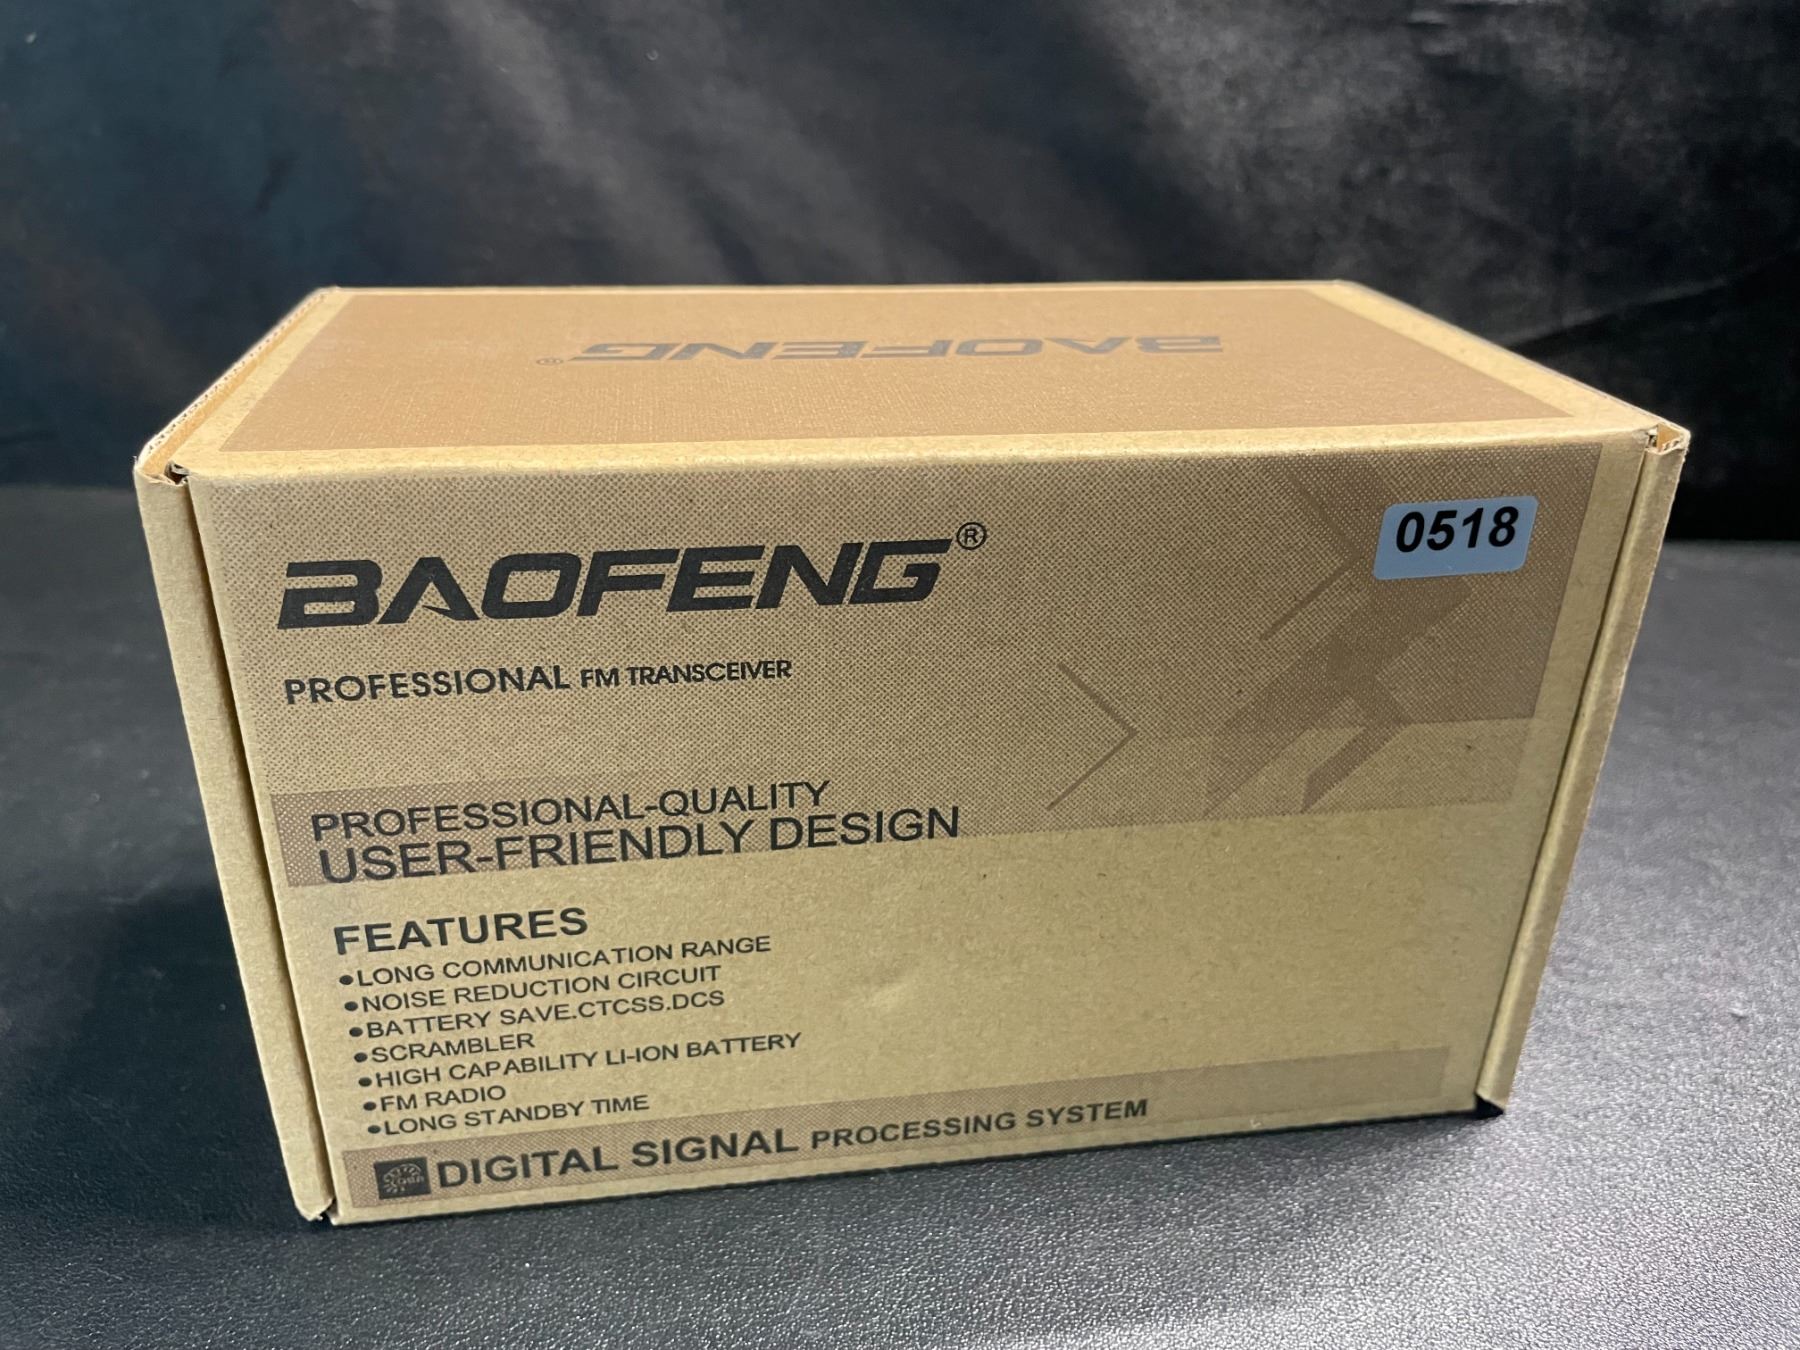 BAOFENG®
BAOFENG®
0518
PROFESSIONAL FM TRANSCEIVER
PROFESSIONAL-QUALITY
USER-FRIENDLY DESIGN
FEATURES
●LONG COMMUNICATION RANGE
●NOISE REDUCTION CIRCUIT
●BATTERY SAVE.CTCSS.DCS
●SCRAMBLER
●HIGH CAPABILITY LI-ION BATTERY
●FM RADIO
●LONG STANDBY TIME
DIGITAL SIGNAL PROCESSING SYSTEM